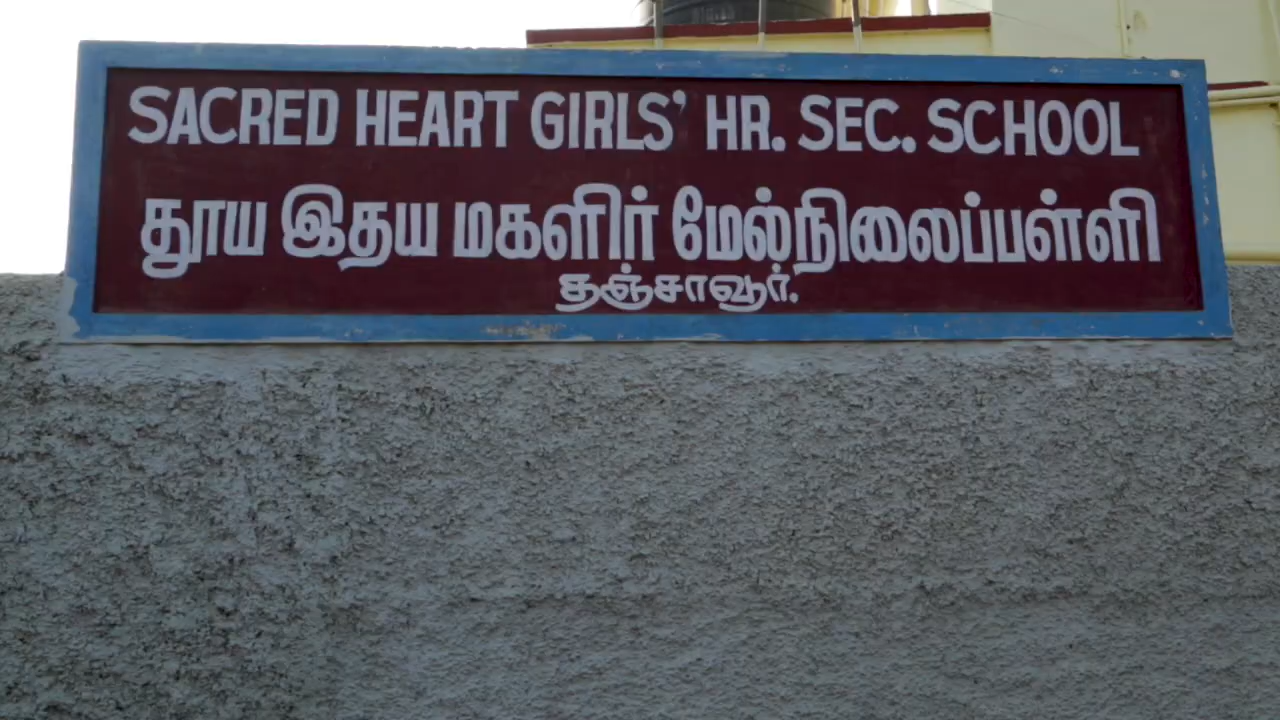 SACRED HEART GIRLS' HR. SEC. SCHOOL
தூய இதய மகளிர் மேல்நிலைப்பள்ளி
தஞ்சாவூர்.